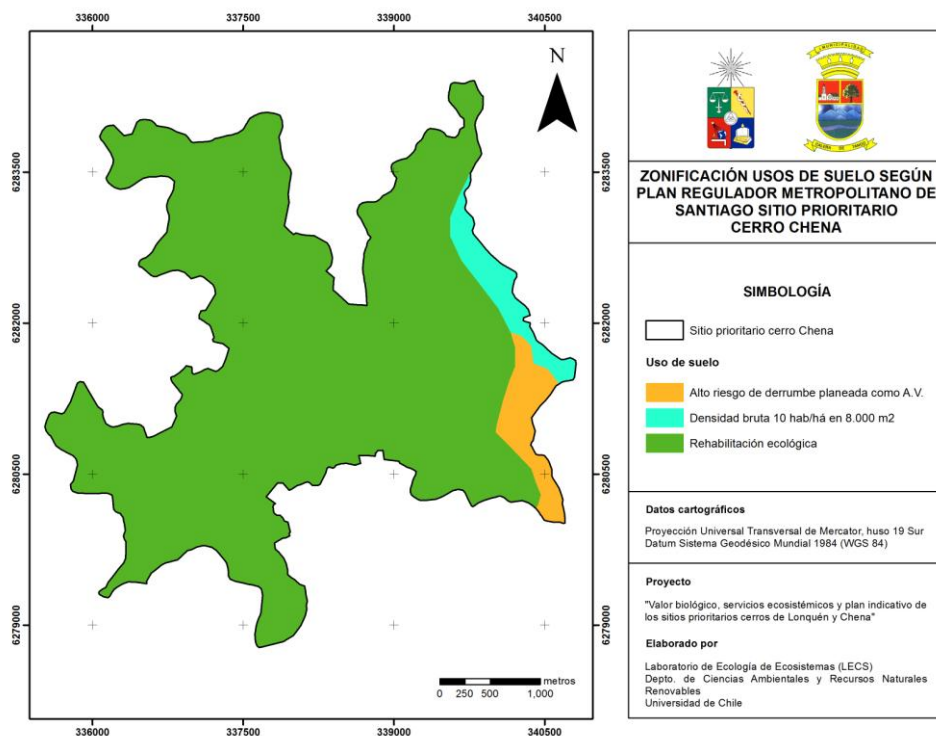 336000
337500
339000
340500
6283500
6282000
6280500
6279000
N
6283500
6282000
6280500
6279000
metros
0 250 500 1,000
336000
337500
339000
340500
MUNICIPALIDAD
CALERA DE TANGO
ZONIFICACIÓN USOS DE SUELO SEGÚN
PLAN REGULADOR METROPOLITANO DE
SANTIAGO SITIO PRIORITARIO
CERRO CHENA
SIMBOLOGÍA
Sitio prioritario cerro Chena
Uso de suelo
Alto riesgo de derrumbe planeada como A.V.
Densidad bruta 10 hab/há en 8.000 m2
Rehabilitación ecológica
Datos cartográficos
Proyección Universal Transversal de Mercator, huso 19 Sur
Datum Sistema Geodésico Mundial 1984 (WGS 84)
Proyecto
"Valor biológico, servicios ecosistémicos y plan indicativo de
los sitios prioritarios cerros de Lonquén y Chena"
Elaborado por
Laboratorio de Ecología de Ecosistemas (LECS)
Depto. de Ciencias Ambientales y Recursos Naturales
Renovables
Universidad de Chile